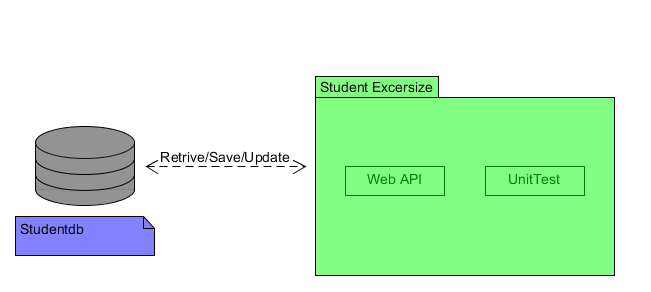 Student Excersize
Retrive/Save/Update
Web API
UnitTest
Studentdb